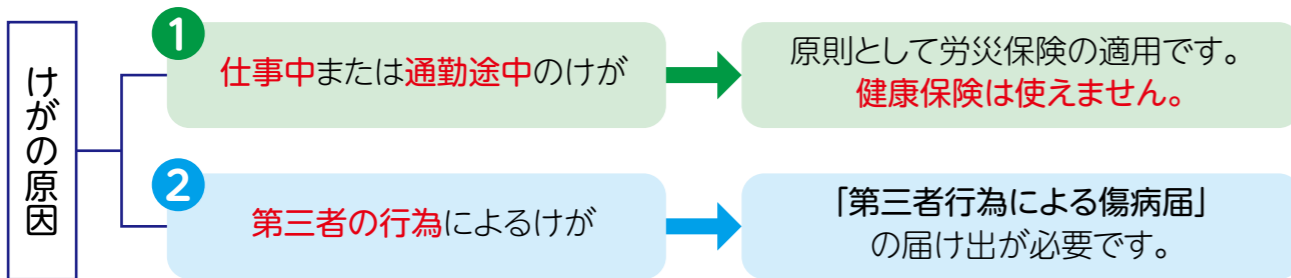 けがの原因
1
仕事中または通勤途中のけが
原則として労災保険の適用です。
健康保険は使えません。
2
第三者の行為によるけが
「第三者行為による傷病届」
の届け出が必要です。